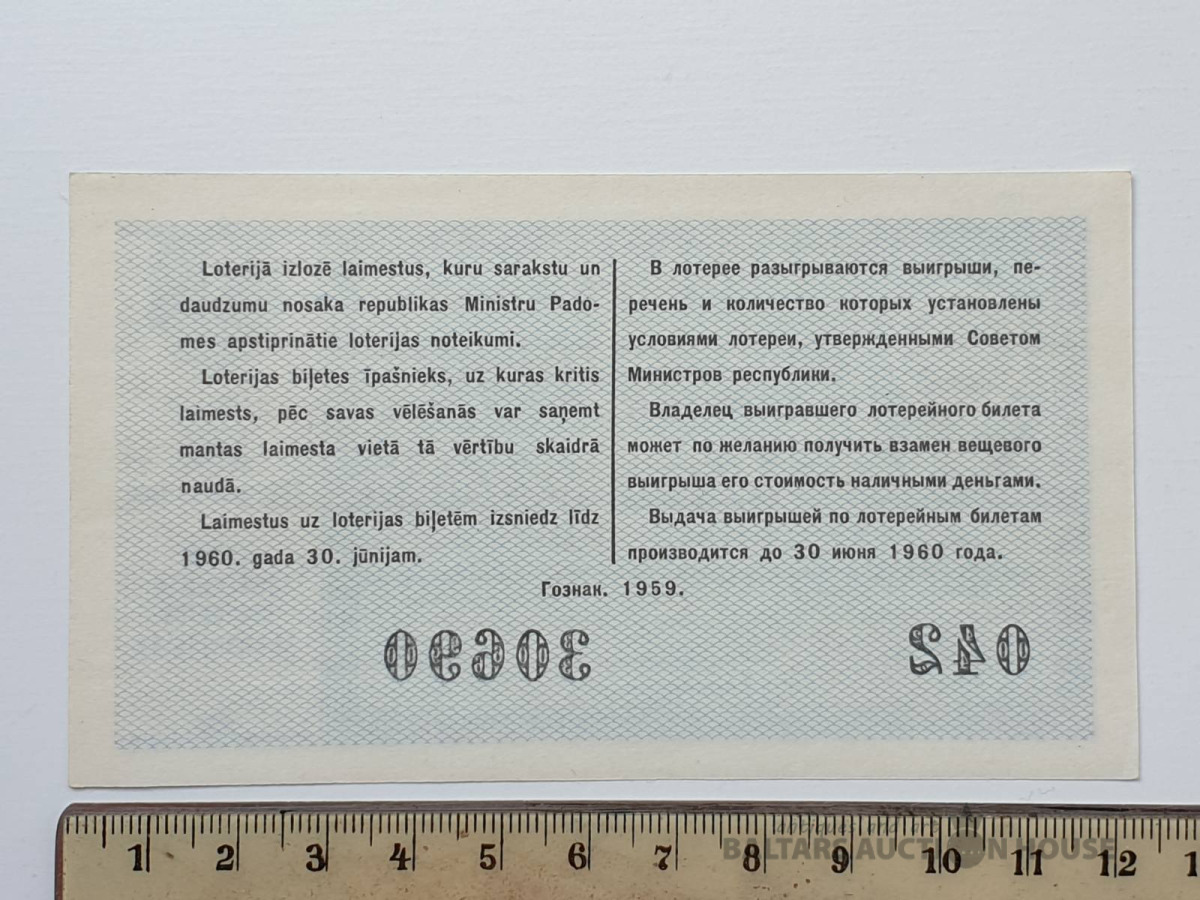 Loterijā izlozē laimestus, kuru sarakstu un
daudzumu nosaka republikas Ministru Pado-
mes apstiprinātie loterijas noteikumi.
Loterijas biļetes īpašnieks, uz kuras kritis
laimests, pēc savas vēlēšanās var saņemt
mantas laimesta vietā tā vērtību skaidrā
naudā.
Laimestus uz loterijas biļetēm izsniedz līdz
1960. gada 30. jūnijam.
В лотерее разыгрываются выигрыши, пе-
речень и количество которых установлены
условиями лотереи, утвержденными Советом
Министров республики.
Владелец выигравшего лотерейного билета
может по желанию получить взамен вещевого
выигрыша его стоимость наличными деньгами.
Выдача выигрышей по лотерейным билетам
производится до 30 июня 1960 года.
Гознак. 1959.
30690 042
antiques and art
BALTARS AUCTION HOUSE
1 2 3 4 5 6 7 8 9 10 11 12 1